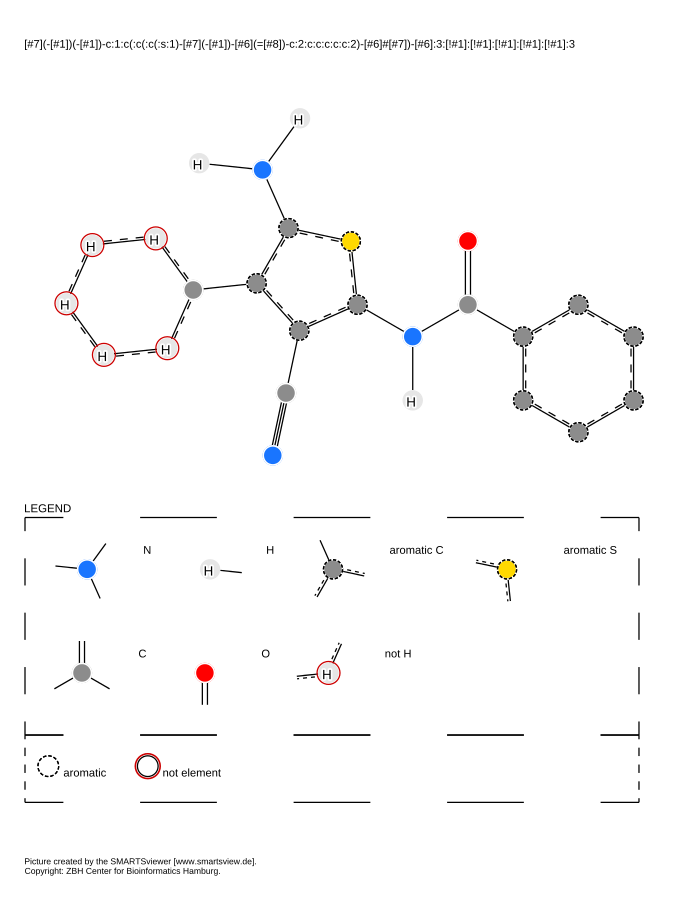 [#7](-[#1])(-[#1])-c:1:c(:c(:c(:s:1)-[#7](-[#1])-[#6](=[#8])-c:2:c:c:c:c:c:2)-[#6]#[#7])-[#6]:3:[!#1]:[!#1]:[!#1]:[!#1]:[!#1]:3
H
H
H
H
H
H
H
H
LEGEND
N
H
H
aromatic C
aromatic S
C
O
H
not H
aromatic
not element
Picture created by the SMARTSviewer [www.smartsview.de].
Copyright: ZBH Center for Bioinformatics Hamburg.